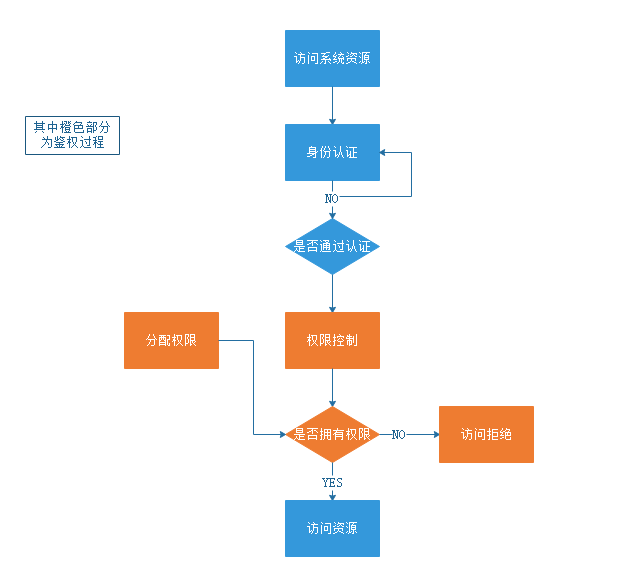 访问系统资源
其中橙色部分
为鉴权过程
身份认证
NO
是否通过认证
分配权限
权限控制
是否拥有权限
NO
访问拒绝
YES
访问资源